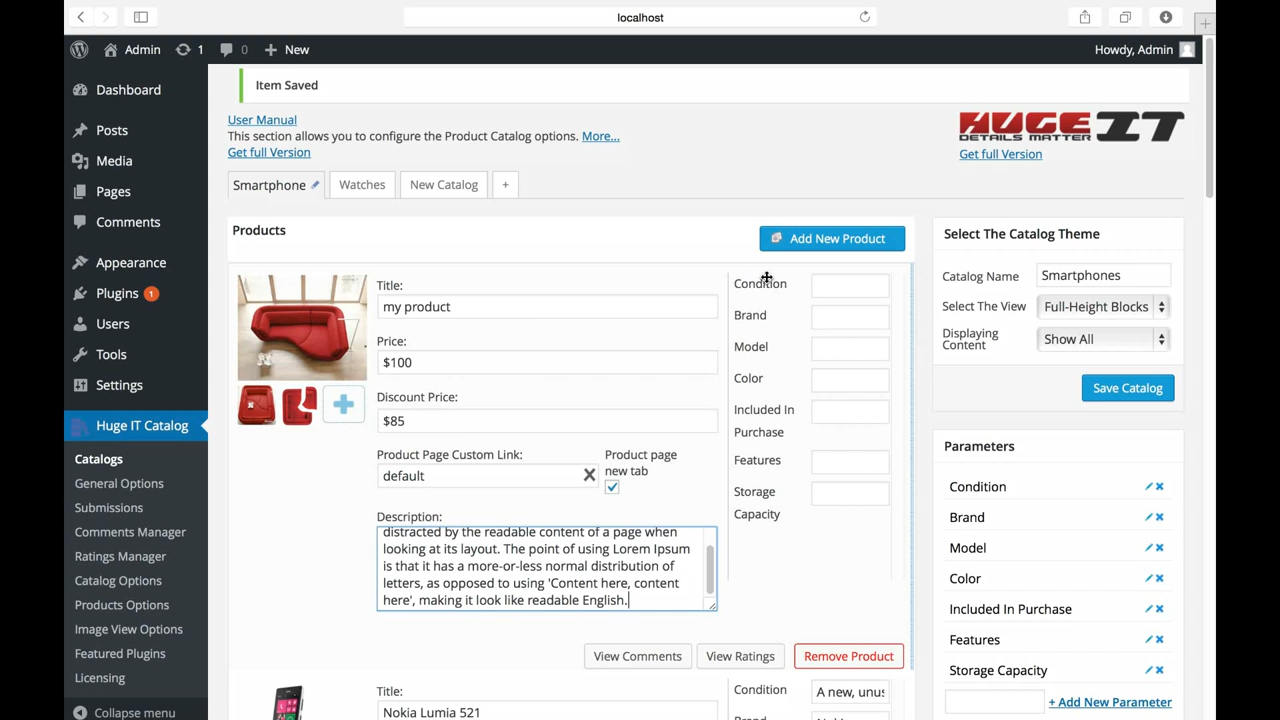 localhost
Admin
1
0
New
Howdy, Admin
Dashboard
Posts
Media
Pages
Comments
Appearance
Plugins 1
Users
Tools
Settings
Huge IT Catalog
Catalogs
General Options
Submissions
Comments Manager
Ratings Manager
Catalog Options
Products Options
Image View Options
Featured Plugins
Licensing
Collapse menu
Item Saved
User Manual
This section allows you to configure the Product Catalog options. More...
Get full Version
HUGE IT
DETAILS MATTER
Get full Version
Smartphone
Watches
New Catalog
+
Products
Add New Product
Title:
my product
Price:
$100
Discount Price:
$85
Product Page Custom Link:
default
Product page
new tab
Description:
distracted by the readable content of a page when
looking at its layout. The point of using Lorem Ipsum
is that it has a more-or-less normal distribution of
letters, as opposed to using 'Content here, content
here', making it look like readable English.
Condition
Brand
Model
Color
Included In
Purchase
Features
Storage
Capacity
View Comments
View Ratings
Remove Product
Title:
Nokia Lumia 521
Condition
A new, unus
Select The Catalog Theme
Catalog Name
Smartphones
Select The View
Full-Height Blocks
Displaying
Content
Show All
Save Catalog
Parameters
Condition
Brand
Model
Color
Included In Purchase
Features
Storage Capacity
+ Add New Parameter